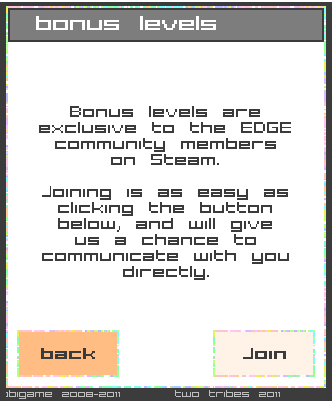 bonus levels
Bonus levels are
exclusive to the EDGE
community members
on Steam.
Joining is as easy as
clicking the button
below, and will give
us a chance to
communicate with you
directly.
back
Join
bigame 2008-2011
two tribes 2011